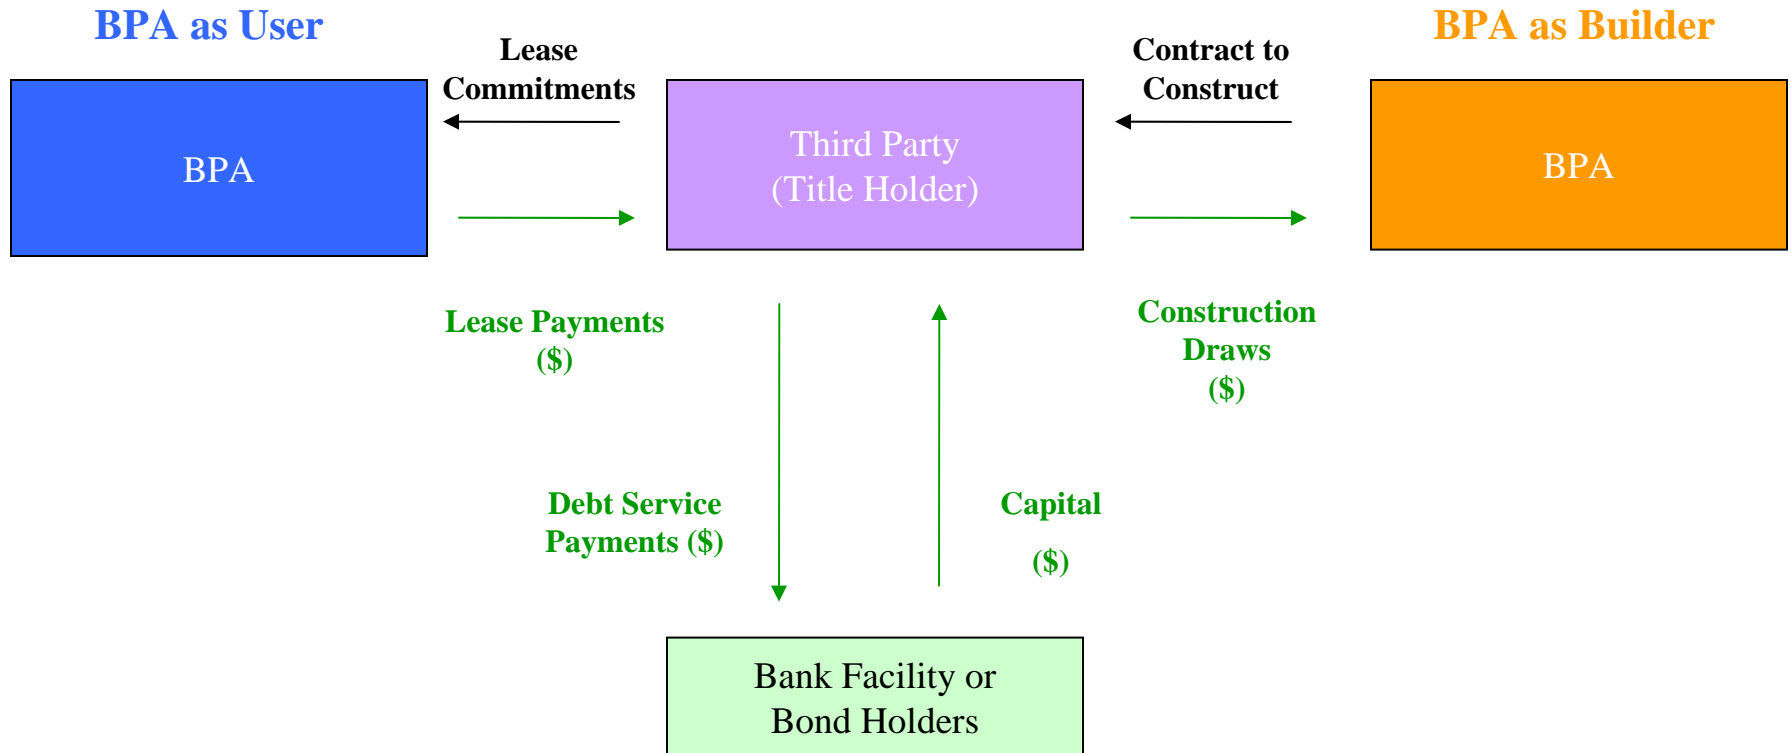 BPA as User
BPA as Builder
Lease
Commitments
Contract to
Construct
BPA
Third Party
(Title Holder)
BPA
Lease Payments
($)
Construction
Draws
($)
Debt Service
Payments ($)
Capital
($)
Bank Facility or
Bond Holders